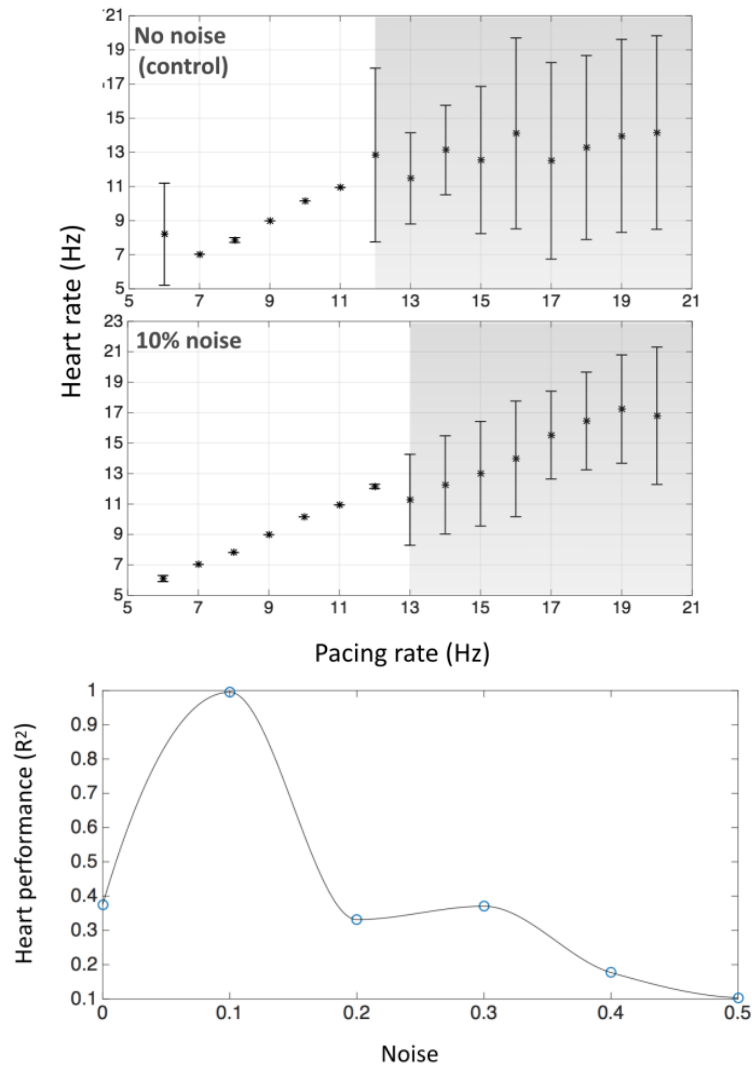 21
No noise
(control)
17
15
13
11
9
7
5
5 7 9 11 13 15 17 19 21
Heart rate (Hz)
23
10% noise
21
19
17
15
13
11
9
7
5
5 7 9 11 13 15 17 19 21
Pacing rate (Hz)
1
0.9
0.8
0.7
0.6
0.5
0.4
0.3
0.2
0.1
Heart performance (R²)
0 0.1 0.2 0.3 0.4 0.5
Noise